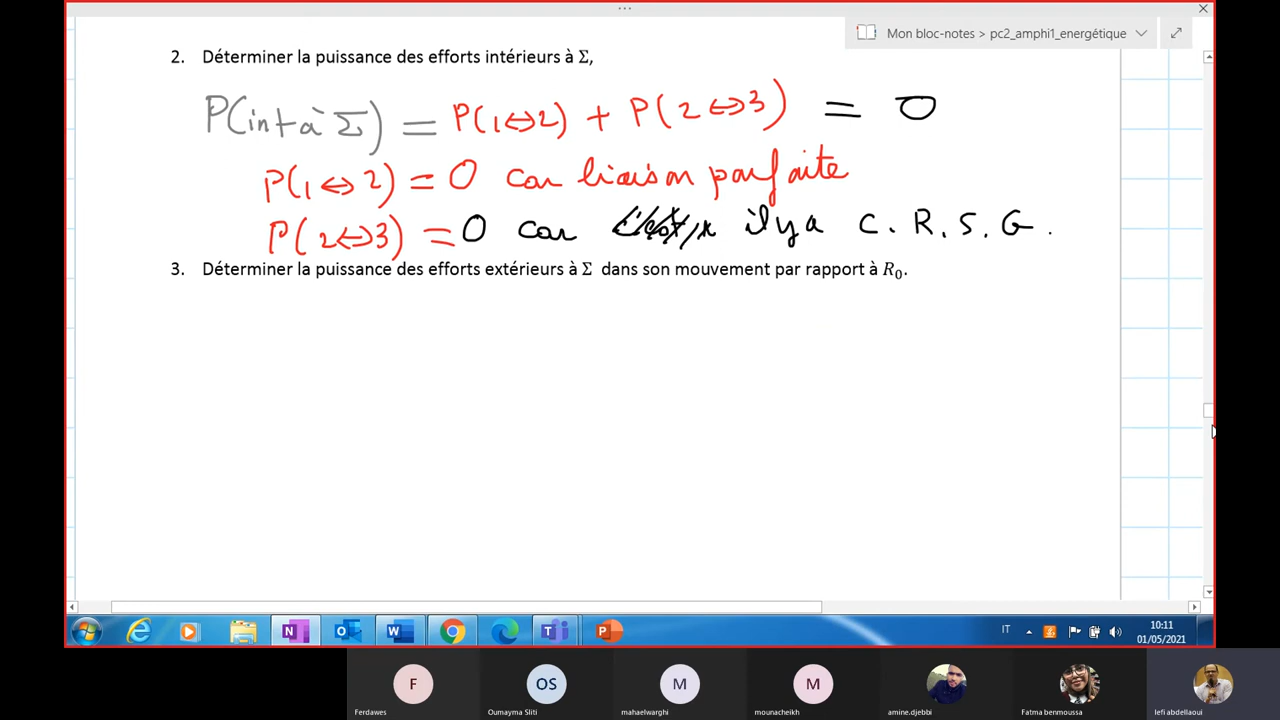 Mon bloc-notes > pc2_amphi1_energétique
2. Déterminer la puissance des efforts intérieurs à Σ,
P(int à Σ) = P(1⇔2) + P(2⇔3) = 0
P(1⇔2) = 0 car liaison parfaite
P(2⇔3) = 0 car il y a C.R.S.G.
3. Déterminer la puissance des efforts extérieurs à Σ dans son mouvement par rapport à R₀.
IT
10:11
01/05/2021
F
OS
M
M
Ferdawes
Oumayma Sliti
mahaelwarghi
mounacheikh
amine.djebbi
Fatma benmoussa
lefi abdellaoui